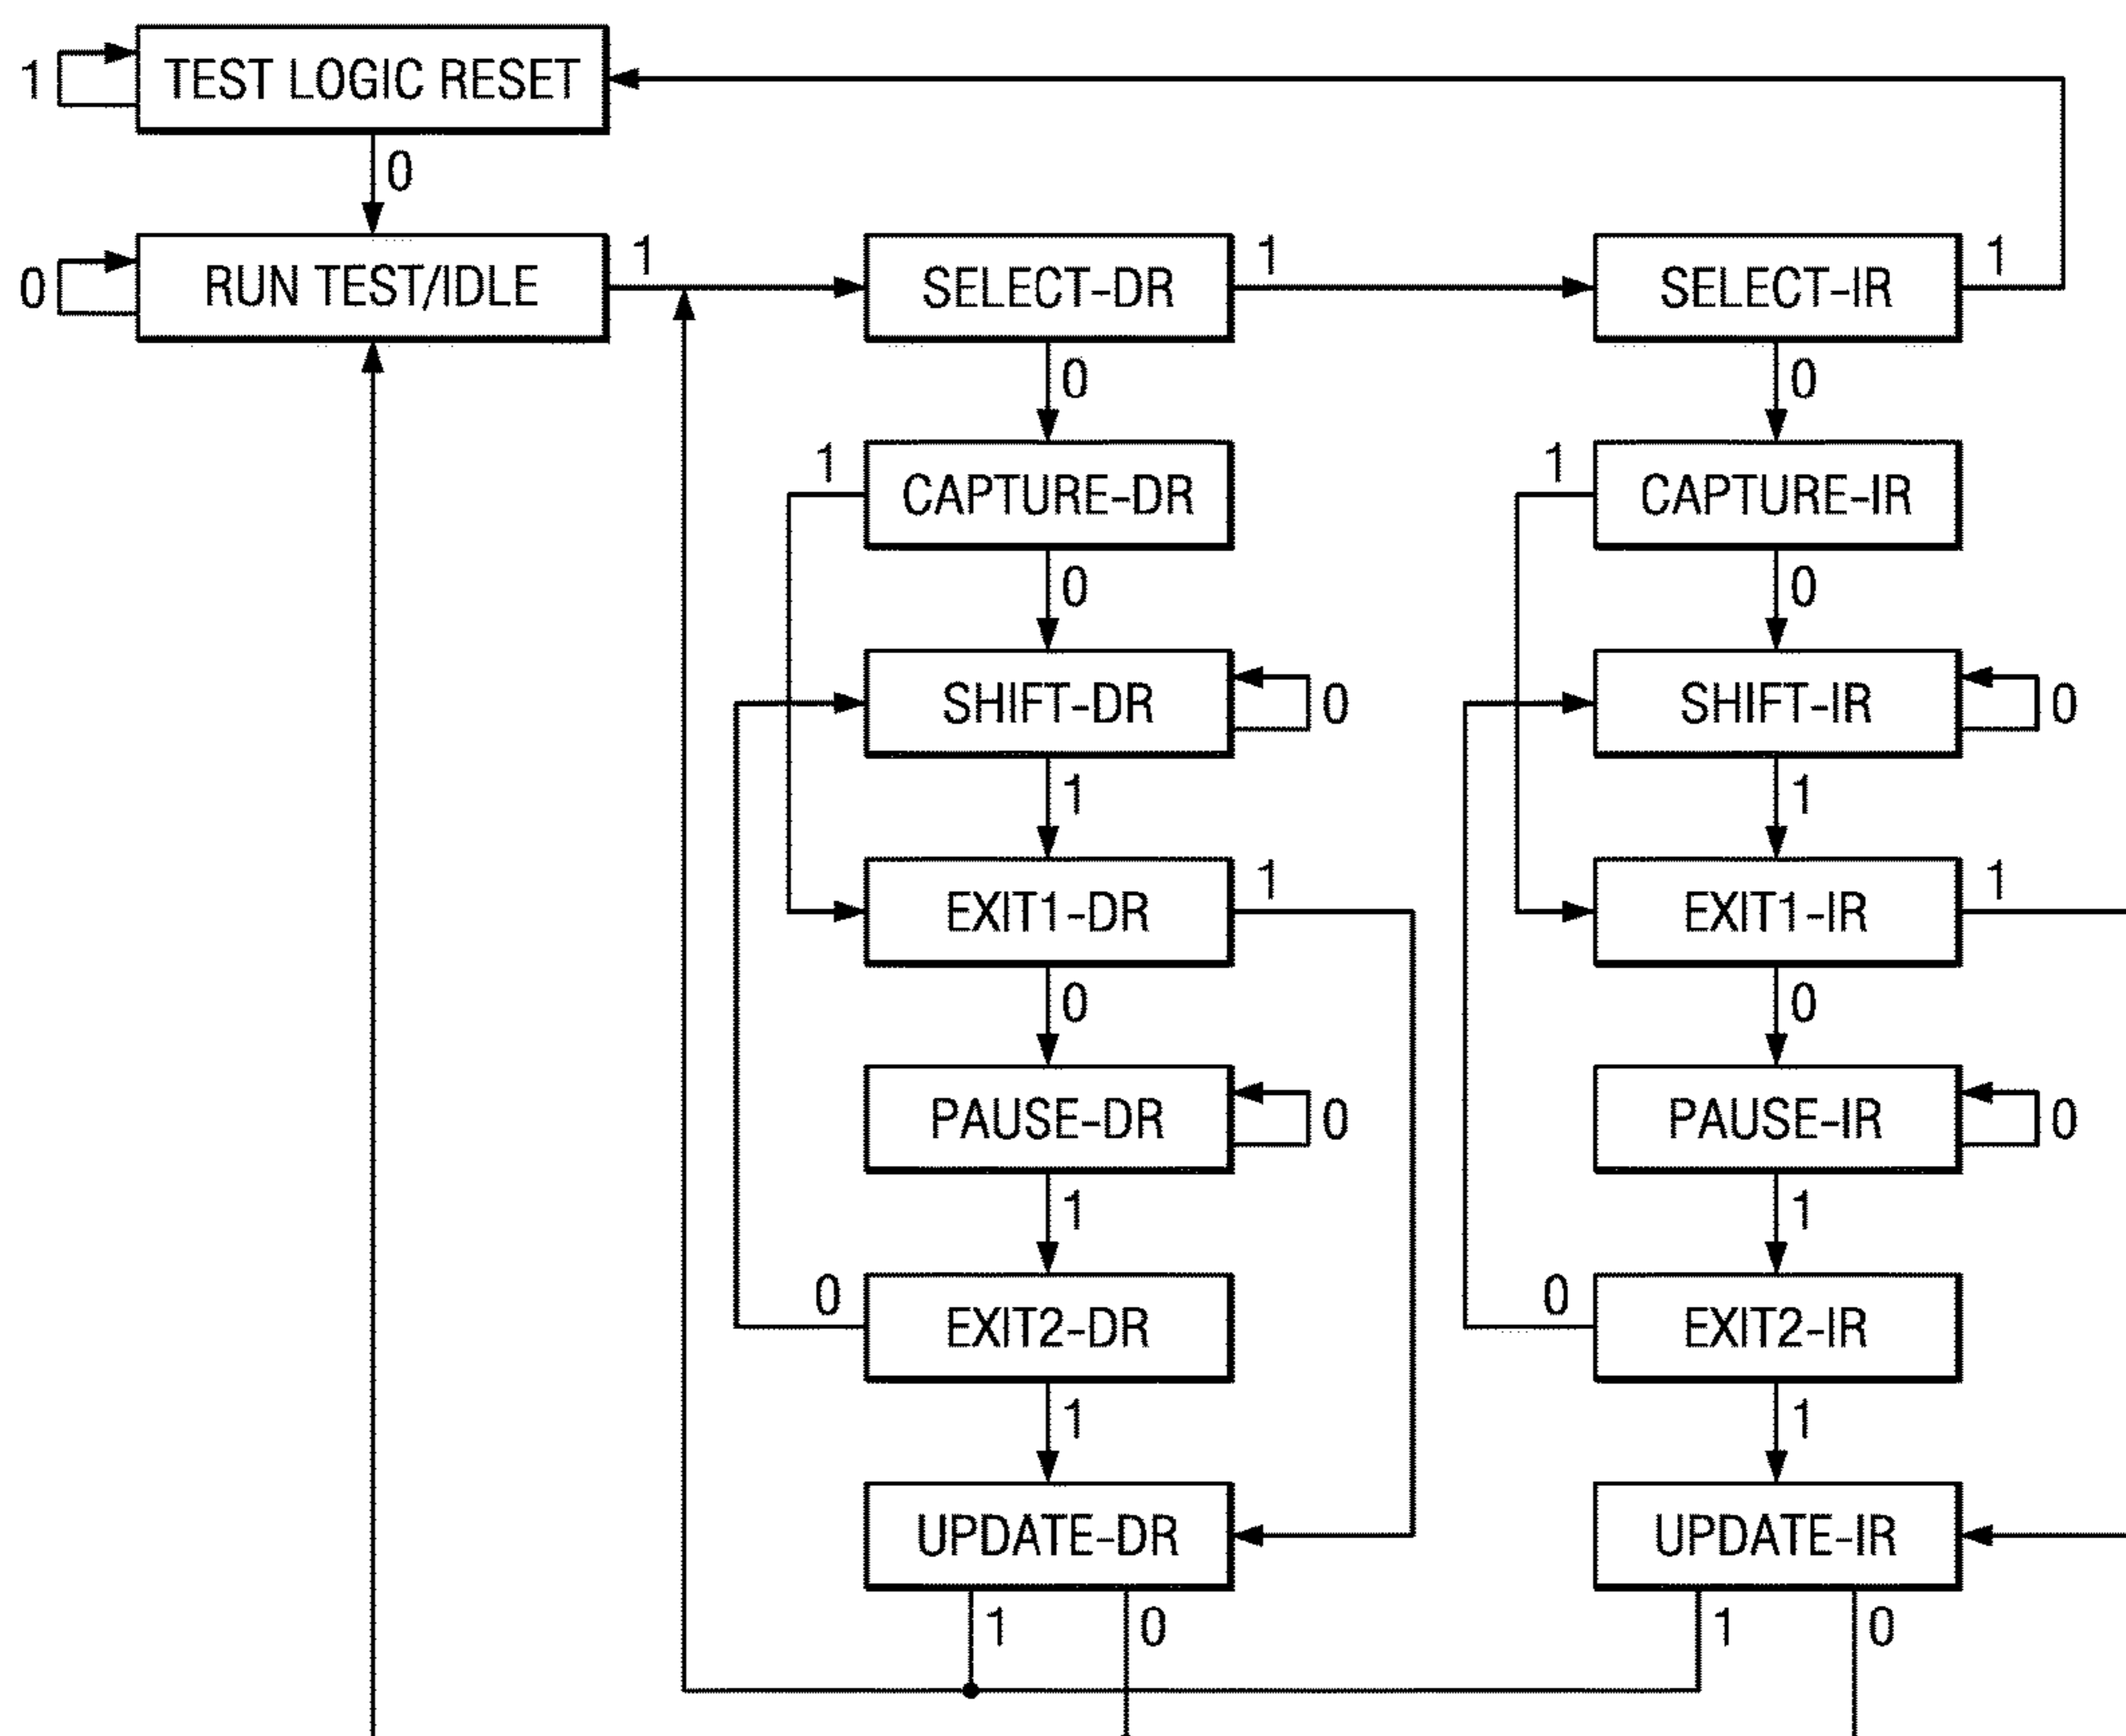 1
TEST LOGIC RESET
0
0
RUN TEST/IDLE
1
SELECT-DR
1
SELECT-IR
1
0
0
1
CAPTURE-DR
1
CAPTURE-IR
0
0
SHIFT-DR
0
SHIFT-IR
0
1
1
EXIT1-DR
1
EXIT1-IR
1
0
0
PAUSE-DR
0
PAUSE-IR
0
1
1
0
EXIT2-DR
0
EXIT2-IR
1
1
UPDATE-DR
UPDATE-IR
1
0
1
0